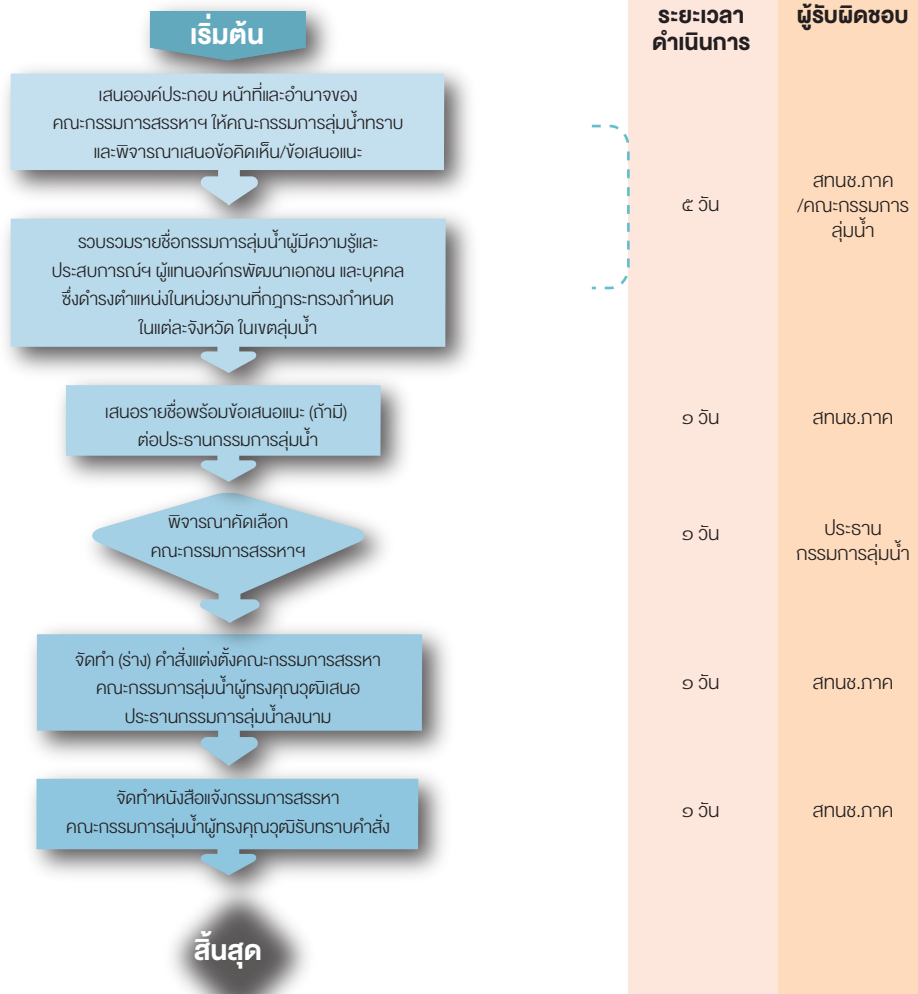 เริ่มต้น
ระยะเวลา
ดำเนินการ
ผู้รับผิดชอบ
เสนอองค์ประกอบ หน้าที่และอำนาจของ
คณะกรรมการสรรหาฯ ให้คณะกรรมการลุ่มน้ำทราบ
และพิจารณาเสนอข้อคิดเห็น/ข้อเสนอแนะ
รวบรวมรายชื่อกรรมการลุ่มน้ำผู้มีความรู้และ
ประสบการณ์ฯ ผู้แทนองค์กรพัฒนาเอกชน และบุคคล
ซึ่งดำรงตำแหน่งในหน่วยงานที่กฎกระทรวงกำหนด
ในแต่ละจังหวัด ในเขตลุ่มน้ำ
๕ วัน
สทนช.ภาค
/คณะกรรมการ
ลุ่มน้ำ
เสนอรายชื่อพร้อมข้อเสนอแนะ (ถ้ามี)
ต่อประธานกรรมการลุ่มน้ำ
๑ วัน
สทนช.ภาค
พิจารณาคัดเลือก
คณะกรรมการสรรหาฯ
๑ วัน
ประธาน
กรรมการลุ่มน้ำ
จัดทำ (ร่าง) คำสั่งแต่งตั้งคณะกรรมการสรรหา
คณะกรรมการลุ่มน้ำผู้ทรงคุณวุฒิเสนอ
ประธานกรรมการลุ่มน้ำลงนาม
๑ วัน
สทนช.ภาค
จัดทำหนังสือแจ้งกรรมการสรรหา
คณะกรรมการลุ่มน้ำผู้ทรงคุณวุฒิรับทราบคำสั่ง
๑ วัน
สทนช.ภาค
สิ้นสุด